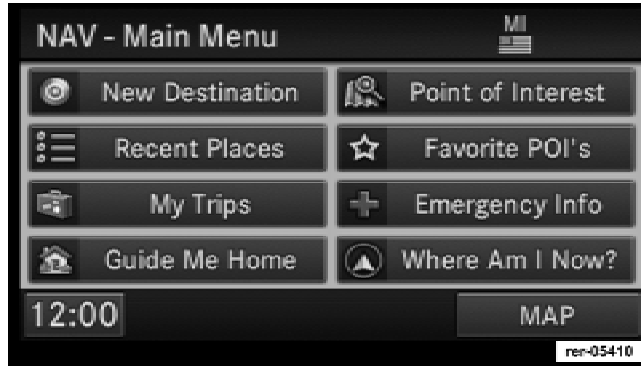 NAV - Main Menu
MI
New Destination
Point of Interest
Recent Places
Favorite POI's
My Trips
Emergency Info
Guide Me Home
Where Am I Now?
12:00
MAP
rer-05410